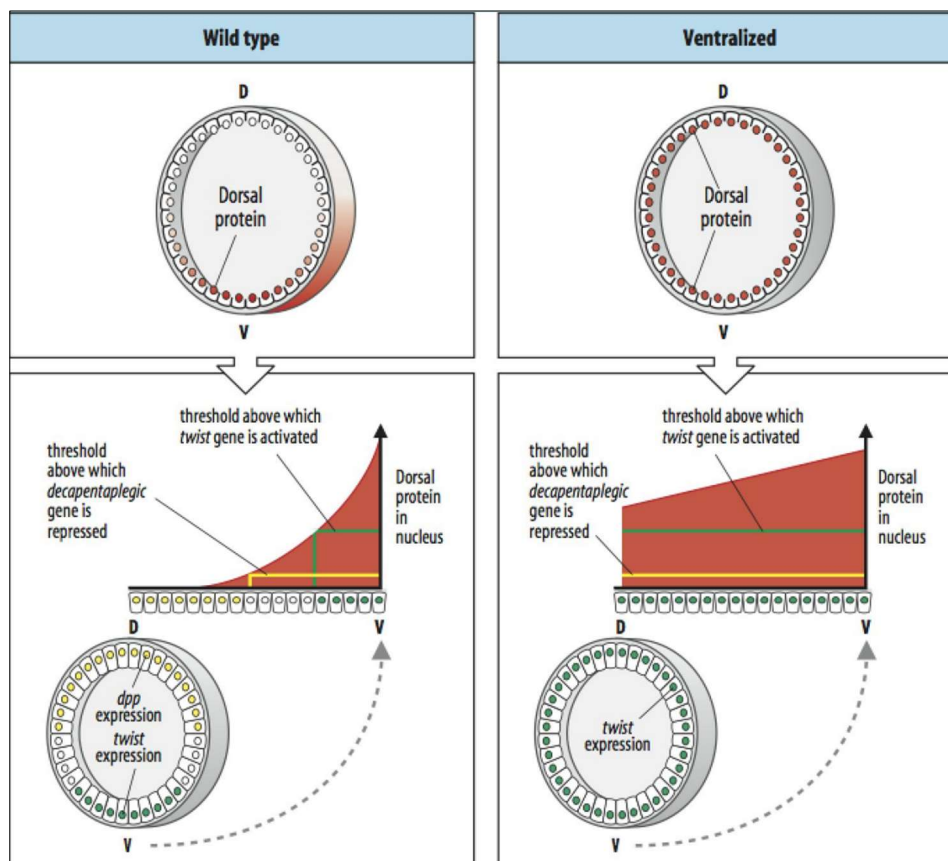 Wild type
D
Dorsal
protein
V
threshold above which
twist gene is activated
threshold
above which
decapentaplegic
gene is
repressed
Dorsal
protein
in
nucleus
D
V
dpp
expression
twist
expression
V
Ventralized
D
Dorsal
protein
V
threshold above which
twist gene is activated
threshold
above which
decapentaplegic
gene is
repressed
Dorsal
protein
in
nucleus
D
V
twist
expression
V